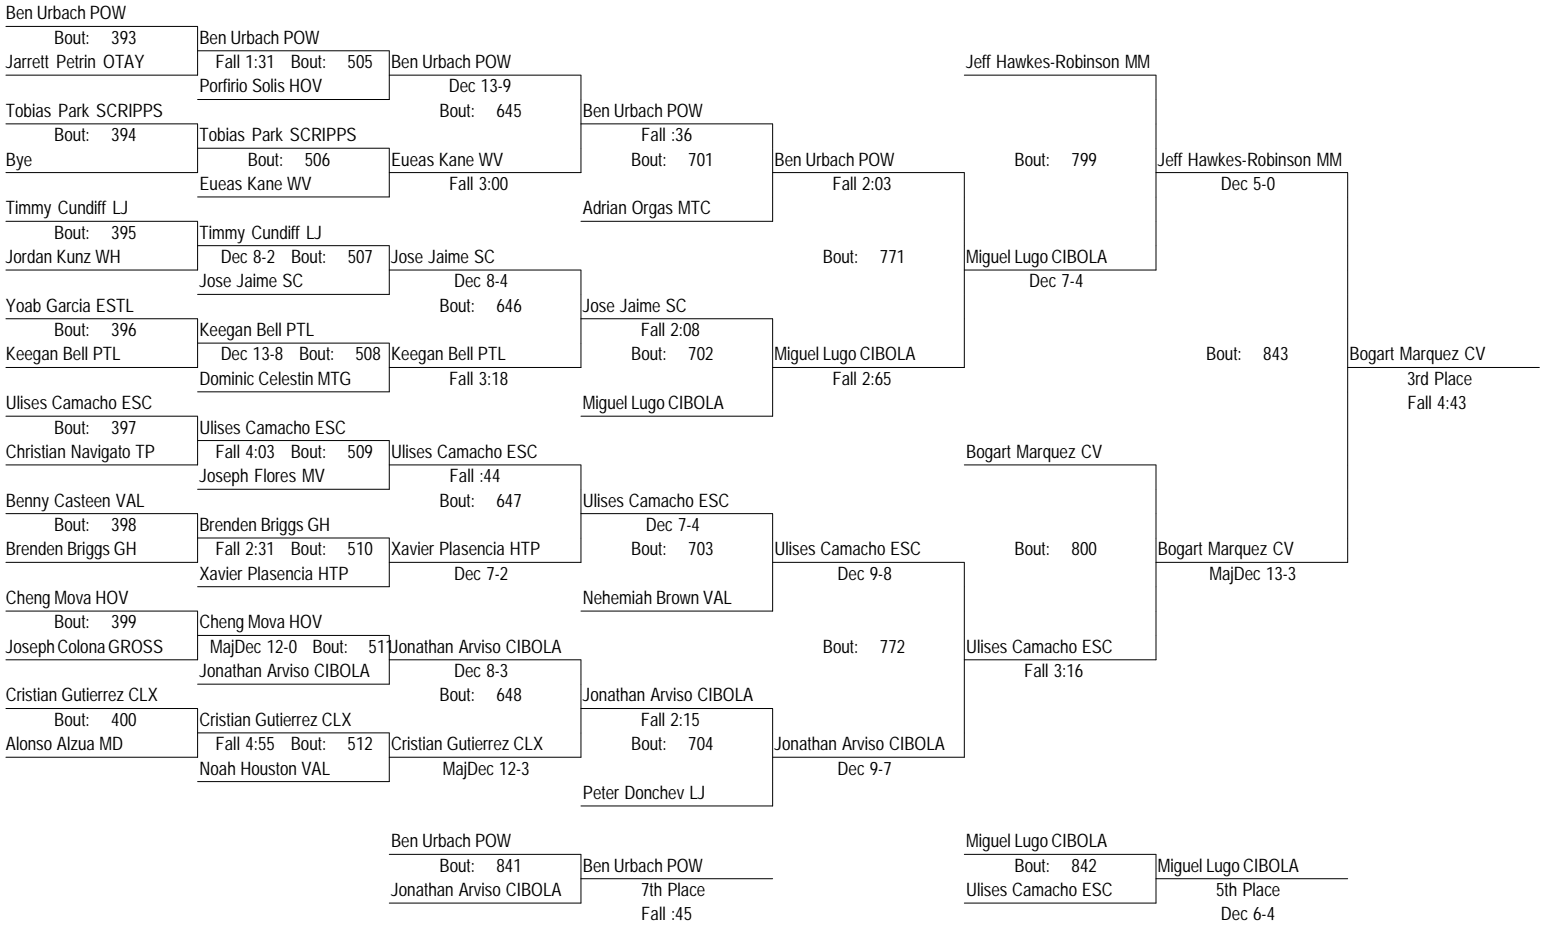 Ben Urbach POW
Bout: 393
Ben Urbach POW
Jarrett Petrin OTAY
Fall 1:31 Bout: 505
Ben Urbach POW
Jeff Hawkes-Robinson MM
Porfirio Solis HOV
Dec 13-9
Tobias Park SCRIPPS
Bout: 645
Ben Urbach POW
Bout: 394
Tobias Park SCRIPPS
Fall :36
Bye
Bout: 506
Eueas Kane WV
Bout: 701
Ben Urbach POW
Bout: 799
Jeff Hawkes-Robinson MM
Eueas Kane WV
Fall 3:00
Fall 2:03
Dec 5-0
Timmy Cundiff LJ
Adrian Orgas MTC
Bout: 395
Timmy Cundiff LJ
Jordan Kunz WH
Dec 8-2 Bout: 507
Jose Jaime SC
Bout: 771
Miguel Lugo CIBOLA
Jose Jaime SC
Dec 8-4
Dec 7-4
Yoab Garcia ESTL
Bout: 646
Jose Jaime SC
Bout: 396
Keegan Bell PTL
Fall 2:08
Keegan Bell PTL
Dec 13-8 Bout: 508
Keegan Bell PTL
Bout: 702
Miguel Lugo CIBOLA
Bout: 843
Bogart Marquez CV
Dominic Celestin MTG
Fall 3:18
Fall 2:65
3rd Place
Ulises Camacho ESC
Miguel Lugo CIBOLA
Fall 4:43
Bout: 397
Ulises Camacho ESC
Christian Navigato TP
Fall 4:03 Bout: 509
Ulises Camacho ESC
Bogart Marquez CV
Joseph Flores MV
Fall :44
Benny Casteen VAL
Bout: 647
Ulises Camacho ESC
Bout: 398
Brenden Briggs GH
Dec 7-4
Brenden Briggs GH
Fall 2:31 Bout: 510
Xavier Plasencia HTP
Bout: 703
Ulises Camacho ESC
Bout: 800
Bogart Marquez CV
Xavier Plasencia HTP
Dec 7-2
Dec 9-8
MajDec 13-3
Cheng Mova HOV
Nehemiah Brown VAL
Bout: 399
Cheng Mova HOV
Joseph Colona GROSS
MajDec 12-0 Bout: 511
Jonathan Arviso CIBOLA
Bout: 772
Ulises Camacho ESC
Jonathan Arviso CIBOLA
Dec 8-3
Fall 3:16
Cristian Gutierrez CLX
Bout: 648
Jonathan Arviso CIBOLA
Bout: 400
Cristian Gutierrez CLX
Fall 2:15
Alonso Alzua MD
Fall 4:55 Bout: 512
Cristian Gutierrez CLX
Bout: 704
Jonathan Arviso CIBOLA
Noah Houston VAL
MajDec 12-3
Dec 9-7
Peter Donchev LJ
Ben Urbach POW
Miguel Lugo CIBOLA
Bout: 841
Ben Urbach POW
Bout: 842
Miguel Lugo CIBOLA
Jonathan Arviso CIBOLA
7th Place
Ulises Camacho ESC
5th Place
Fall :45
Dec 6-4